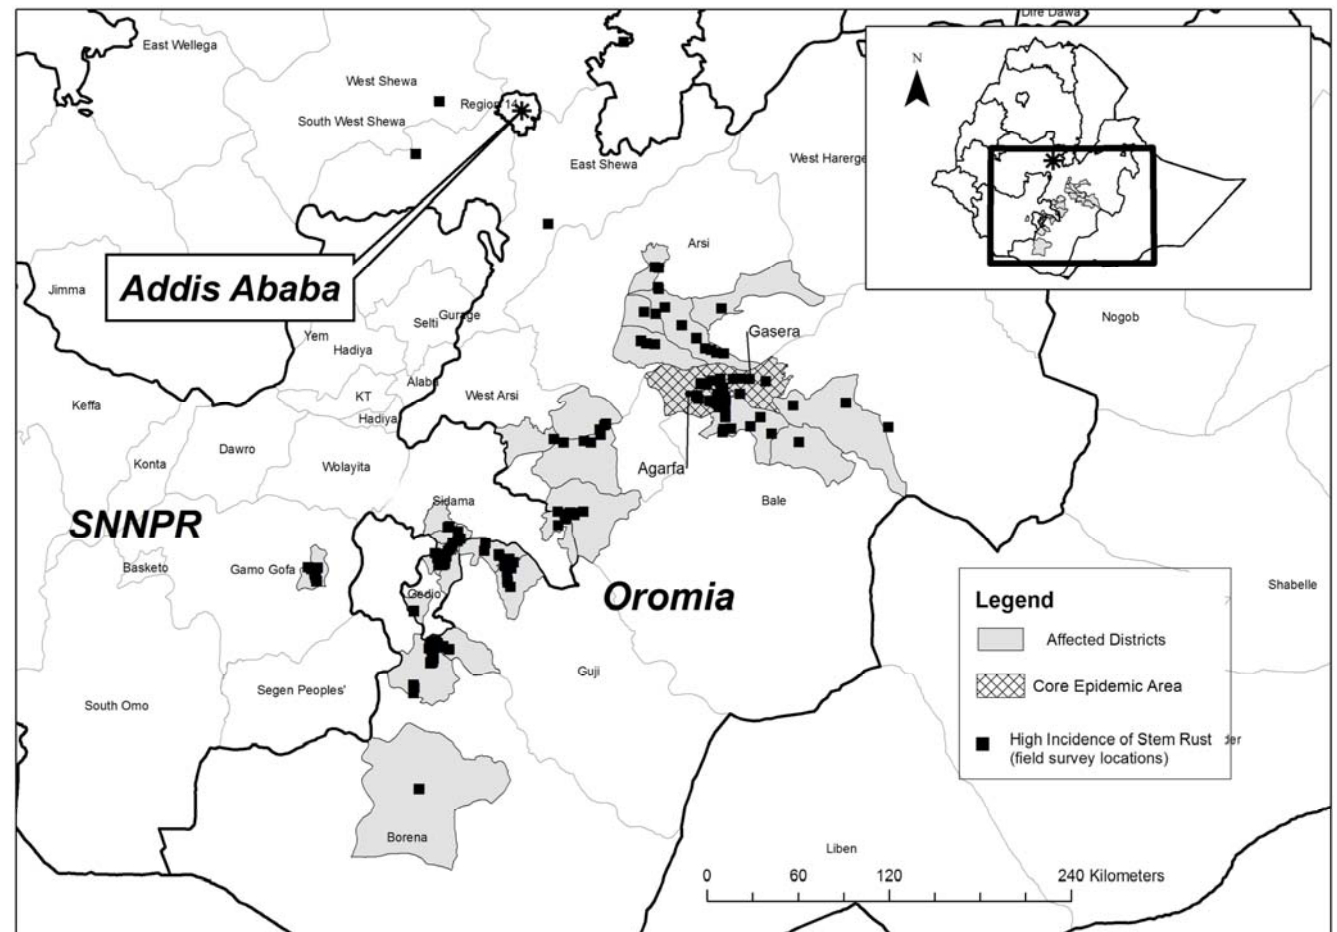 Dire Dawa
East Wellega
N
West Shewa
Region 14
South West Shewa
East Shewa
West Harerge
Arsi
Addis Ababa
Jimma
Nogob
Selti
Gurage
Gasera
Yem
Hadiya
Alaba
KT
West Arsi
Keffa
Hadiya
Dawro
Konta
Wolayita
Agarfa
Bale
Sidama
SNNPR
Basketo
Gamo Gofa
Shabelle
Gedio
Oromia
Legend
Affected Districts
Core Epidemic Area
High Incidence of Stem Rust
(field survey locations)
Guji
Segen Peoples'
South Omo
Borena
Liben
0 60 120 240 Kilometers